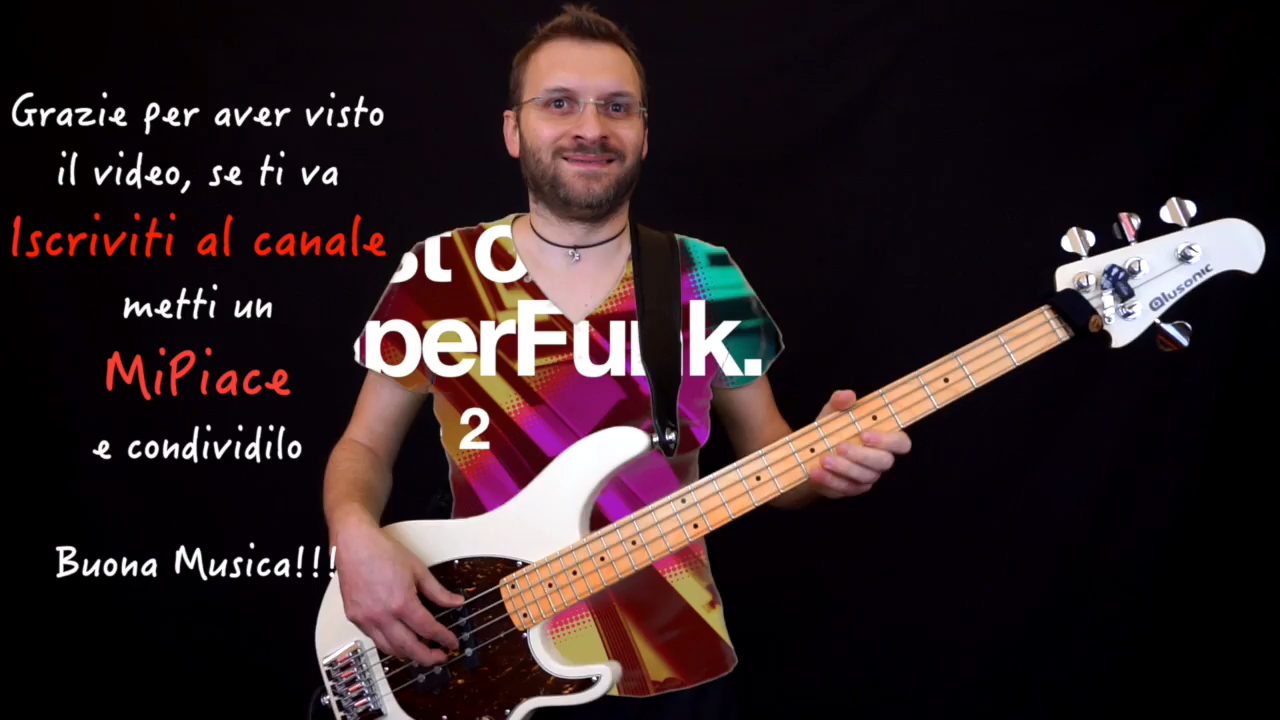 Grazie per aver visto
il video, se ti va
Iscriviti al canale
metti un
MiPiace
e condividilo
Buona Musica!!!
2